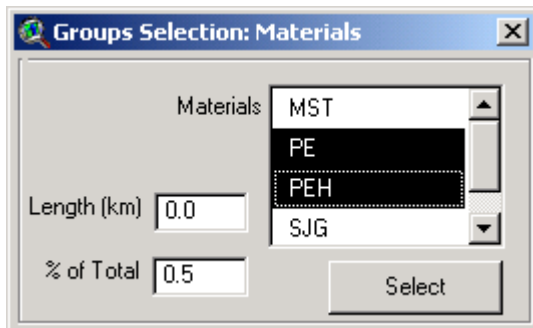 Groups Selection: Materials
Materials
MST
PE
PEH
SJG
Length (km) 0.0
% of Total 0.5
Select